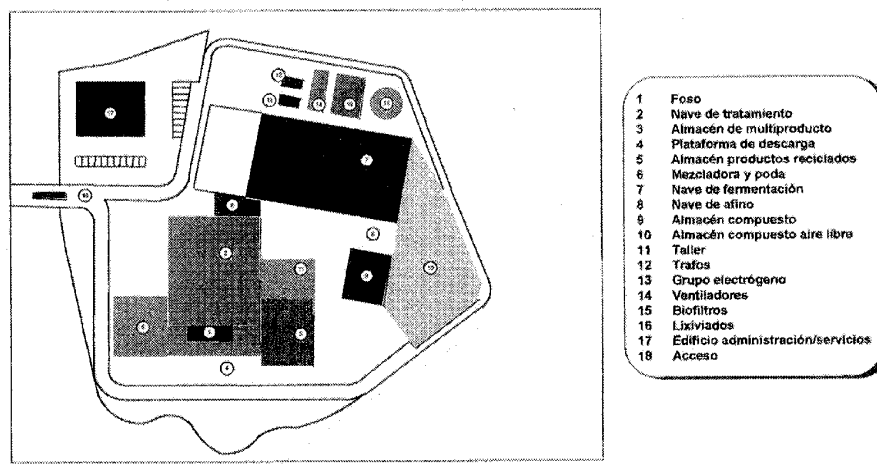 1 Foso
2 Nave de tratamiento
3 Almacén de multiproducto
4 Plataforma de descarga
5 Almacén productos reciclados
6 Mezcladora y poda
7 Nave de fermentación
8 Nave de afino
9 Almacén compuesto
10 Almacén compuesto aire libre
11 Taller
12 Trafos
13 Grupo electrógeno
14 Ventiladores
15 Biofiltros
16 Lixiviados
17 Edificio administración/servicios
18 Acceso